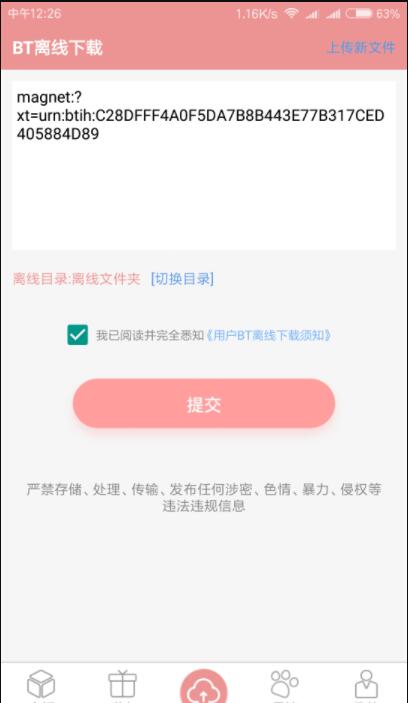 中午12:26 1.16K/s 63%
BT离线下载 上传新文件
magnet:?
xt=urn:btih:C28DFFF4A0F5DA7B8B443E77B317CED
405884D89
离线目录:离线文件夹 [切换目录]
我已阅读并完全悉知《用户BT离线下载须知》
提交
严禁存储、处理、传输、发布任何涉密、色情、暴力、侵权等
违法违规信息